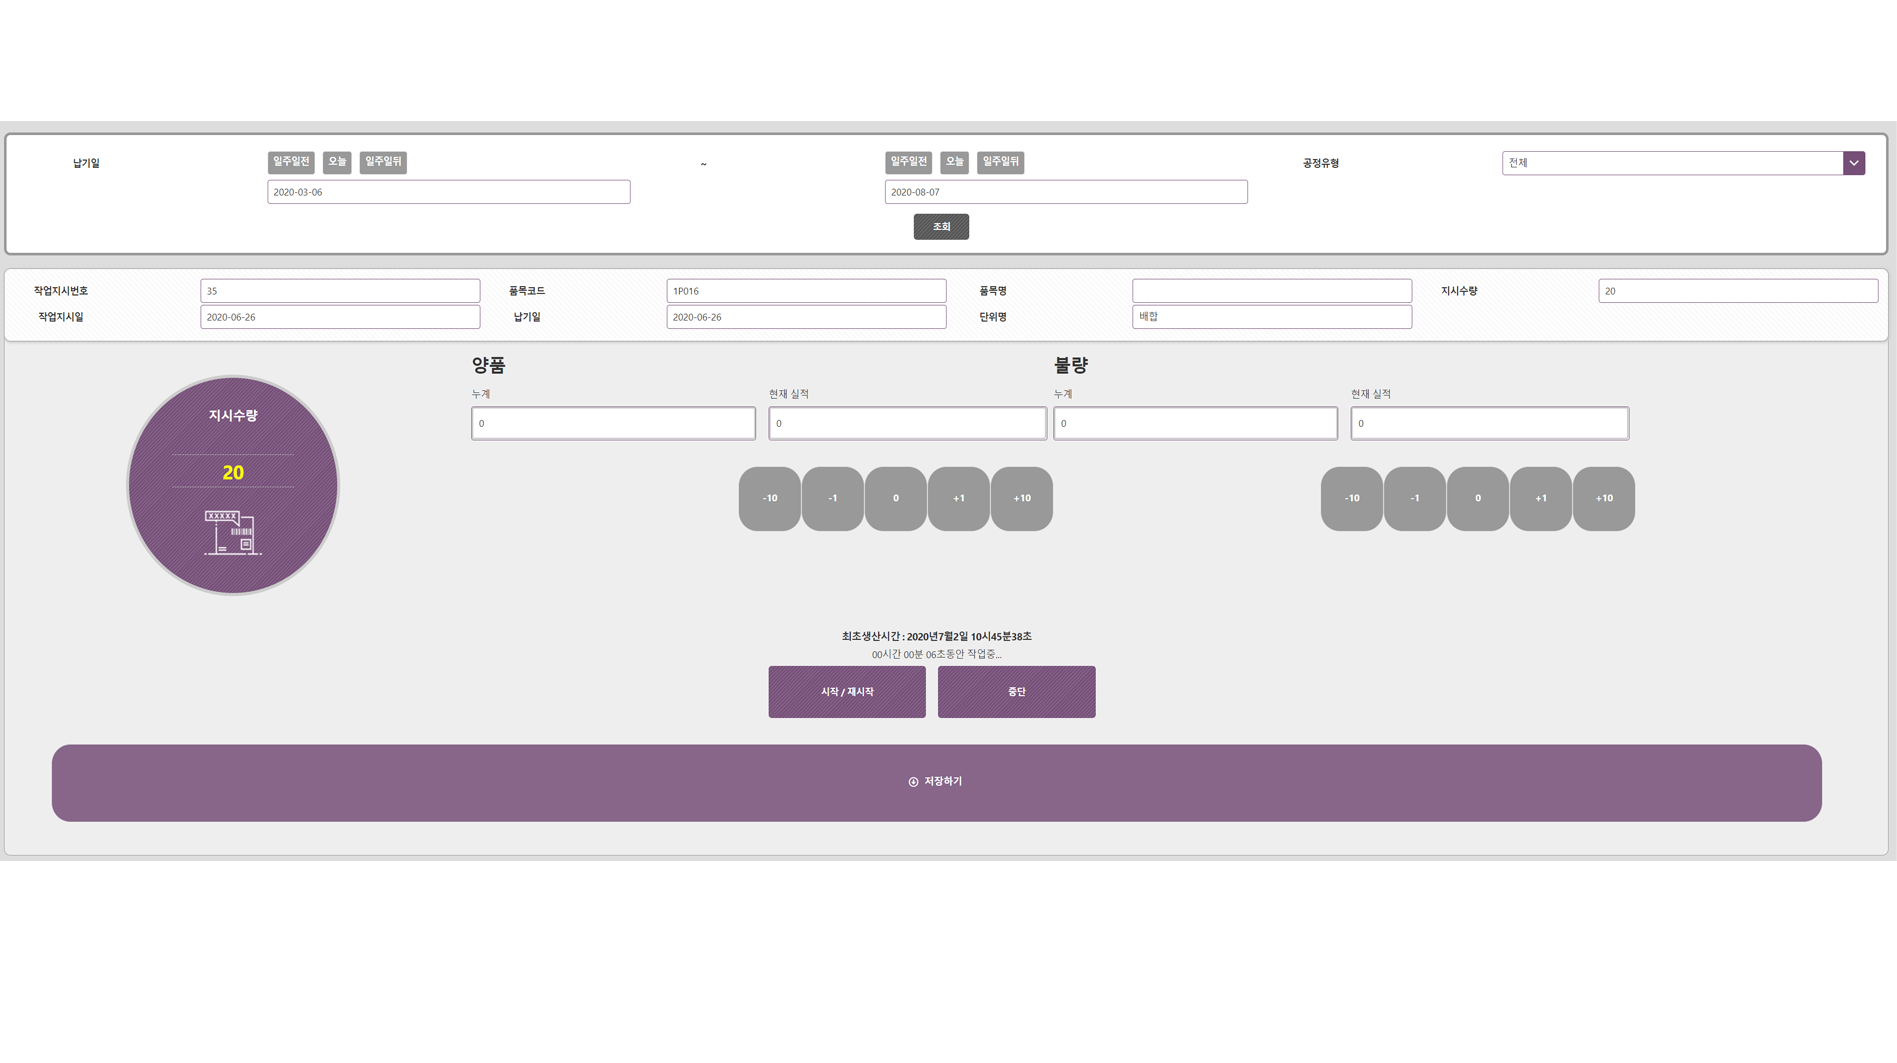 납기일
일주일전 오늘 일주일뒤
~
일주일전 오늘 일주일뒤
공정유형
전체
2020-03-06
2020-08-07
조회
작업지시번호 35 품목코드 1P016 품목명 지시수량 20
작업지시일 2020-06-26 납기일 2020-06-26 단위명 배합
양품
불량
누계 현재 실적 누계 현재 실적
0 0 0 0
지시수량
20
XXXXX
-10 -1 0 +1 +10
-10 -1 0 +1 +10
최초생산시간 : 2020년7월2일 10시45분38초
00시간 00분 06초동안 작업중...
시작 / 재시작 중단
저장하기